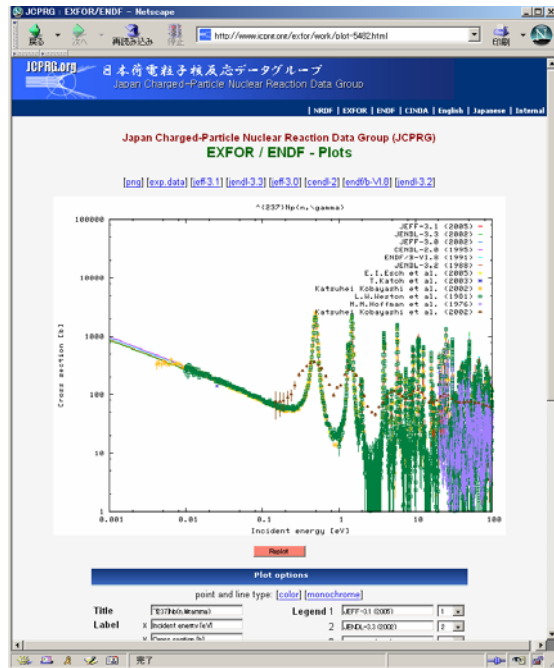 JCPRG : EXFOR/ENDF - Netscape
戻る 次へ 再読み込み 停止 http://www.jcprg.org/exfor/work/plot-5482.html 印刷
JCPRG.org 日本荷電粒子核反応データグループ
Japan Charged-Particle Nuclear Reaction Data Group
| NRDF | EXFOR | ENDF | CINDA | English | Japanese | Internal
Japan Charged-Particle Nuclear Reaction Data Group (JCPRG)
EXFOR / ENDF - Plots
[png] [exp.data] [jeff-3.1] [jendl-3.3] [jeff-3.0] [cendl-2] [endf/b-VI.8] [jendl-3.2]
^(237)Np(n,\gamma)
JEFF-3.1 (2005)
JENDL-3.3 (2002)
JEFF-3.0 (2002)
CENDL-2.0 (1995)
ENDF/B-VI.8 (1991)
JENDL-3.2 (1988)
E.I.Esch et al. (2005)
T.Katoh et al. (2003)
Katsuhei Kobayashi et al. (2002)
L.W.Weston et al. (1981)
M.M.Hoffman et al. (1976)
Katsuhei Kobayashi et al. (2002)
Cross section [b]
100000
10000
1000
100
10
1
0.001 0.01 0.1 1 10 100
Incident energy [eV]
Replot
Plot options
point and line type: [color] [monochrome]
Title ^(237)Np(n,\gamma) Legend 1 JEFF-3.1 (2005) 1
Label X Incident energy [eV] 2 JENDL-3.3 (2002) 2
Y Cross section [b]
完了